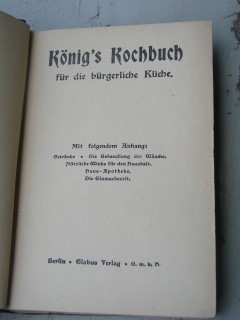 König's Kochbuch
für die bürgerliche Küche.
Mit folgendem Anhang:
Getränke • Die Behandlung der Wäsche.
Nützliche Winke für den Haushalt.
Haus-Apotheke.
Die Einmachezeit.
Berlin • Globus Verlag • G. m. b. H.